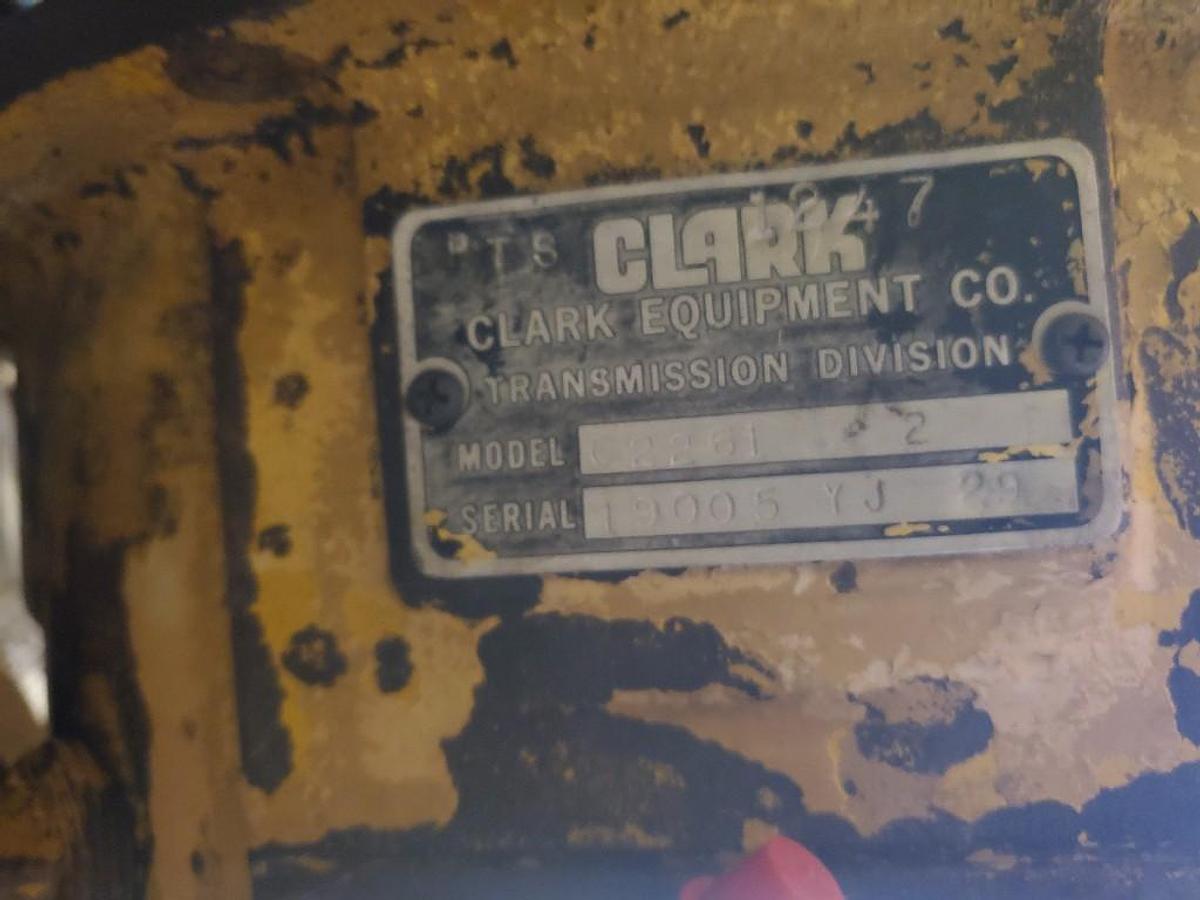 PTS 1247
CLARK
CLARK EQUIPMENT CO.
TRANSMISSION DIVISION
MODEL C2261 2
SERIAL 19005 YJ 29